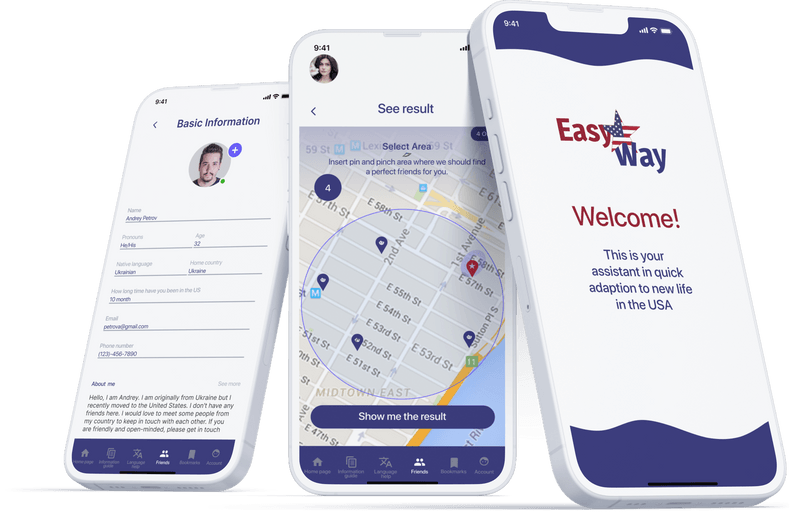 9:41
Basic Information
Name
Andrey Petrov
Pronouns
Age
He/His
32
Native language
Home country
Ukrainian
Ukraine
How long time have you been in the US
10 month
Email
petrova@gmail.com
Phone number
(123)-456-7890
About me
See more
Hello, I am Andrey. I am originally from Ukraine but I
recently moved to the United States. I don't have any
friends here. I would love to meet some people from
my country to keep in touch with each other. If you
are friendly and open-minded, please get in touch
Home page
Information guide
Language help
Friends
Bookmarks
Account
9:41
See result
59 St
M
M
59 St
Select Area
Insert pin and pinch area where we should find
a perfect friends for you.
4
E 58th St
E 61st St
E 57th St
2nd Ave
1st Avenue
E 58th St
E 57th St
M
E 55th St
E 54th St
Sutton Pl S
E 53rd St
E 53rd St
E 51st St
52nd St
E 51st St
11
MIDTOWN EAST
Show me the result
E 47th St
Home page
Information
guide
Language
help
Friends
Bookmarks
Account
9:41
Easy
Way
Welcome!
This is your
assistant in quick
adaption to new life
in the USA